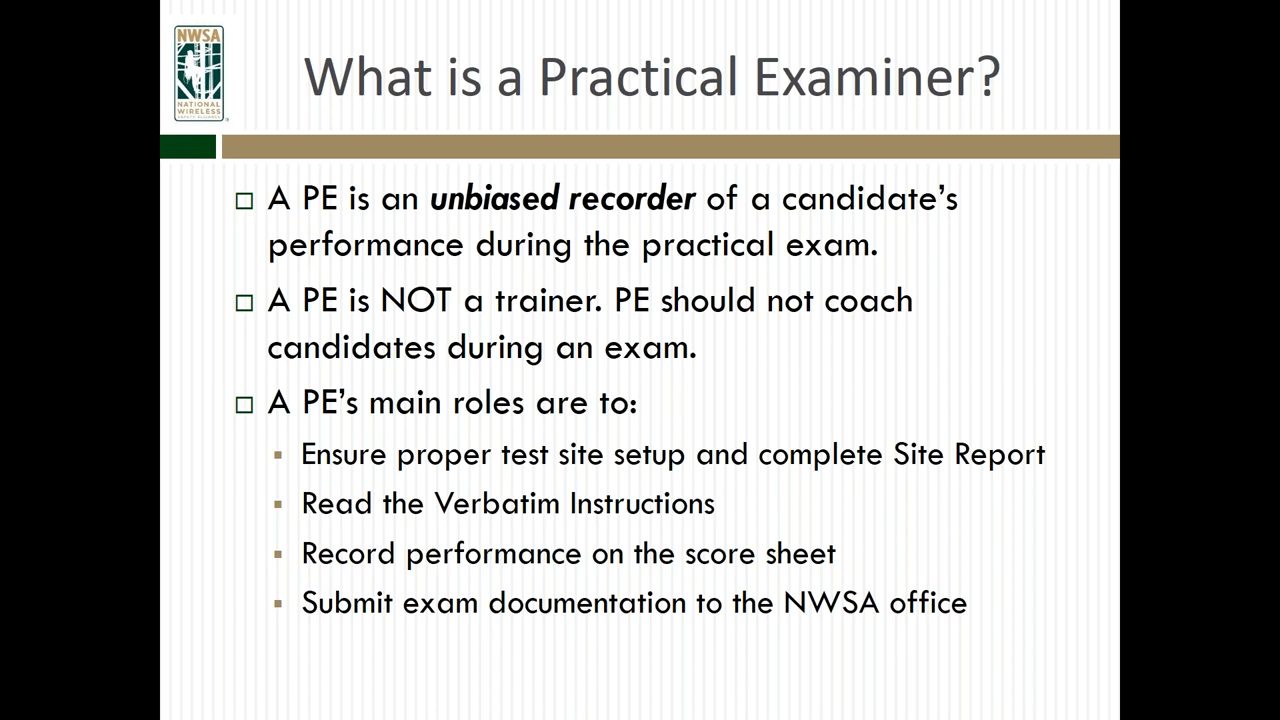 NWSA
NATIONAL
WIRELESS
SAFETY ALLIANCE
What is a Practical Examiner?
A PE is an unbiased recorder of a candidate's
performance during the practical exam.
A PE is NOT a trainer. PE should not coach
candidates during an exam.
A PE's main roles are to:
Ensure proper test site setup and complete Site Report
Read the Verbatim Instructions
Record performance on the score sheet
Submit exam documentation to the NWSA office